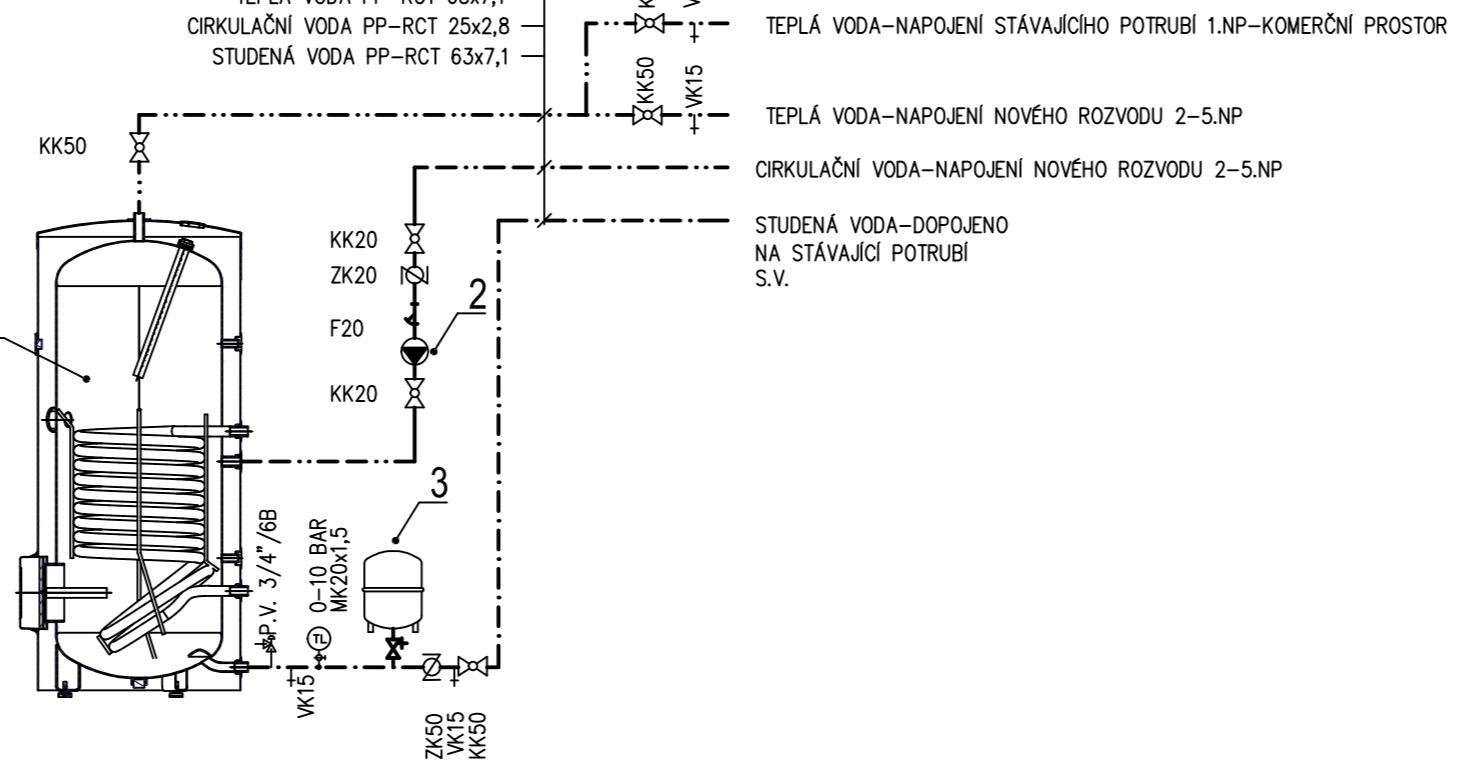 CIRKULAČNÍ VODA PP-RCT 25x2,8
STUDENÁ VODA PP-RCT 63x7,1
TEPLÁ VODA-NAPOJENÍ STÁVAJÍCÍHO POTRUBÍ 1.NP-KOMERČNÍ PROSTOR
KK50
VK15
TEPLÁ VODA-NAPOJENÍ NOVÉHO ROZVODU 2-5.NP
KK50
CIRKULAČNÍ VODA-NAPOJENÍ NOVÉHO ROZVODU 2-5.NP
STUDENÁ VODA-DOPOJENO
NA STÁVAJÍCÍ POTRUBÍ
S.V.
KK20
ZK20
F20
2
KK20
3
P.V. 3/4"/6B
0-10 BAR
MK20x1,5
TL
VK15
ZK50
VK15
KK50